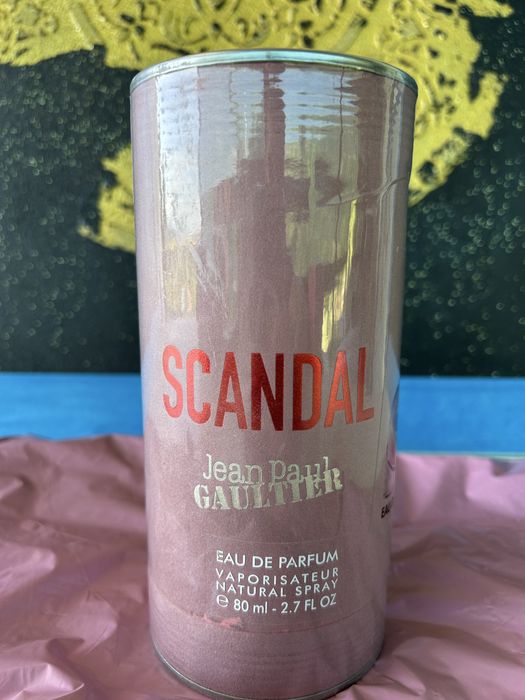 SCANDAL
Jean Paul
GAULTIER
EAU DE PARFUM
VAPORISATEUR
NATURAL SPRAY
℮ 80 ml - 2.7 FL OZ